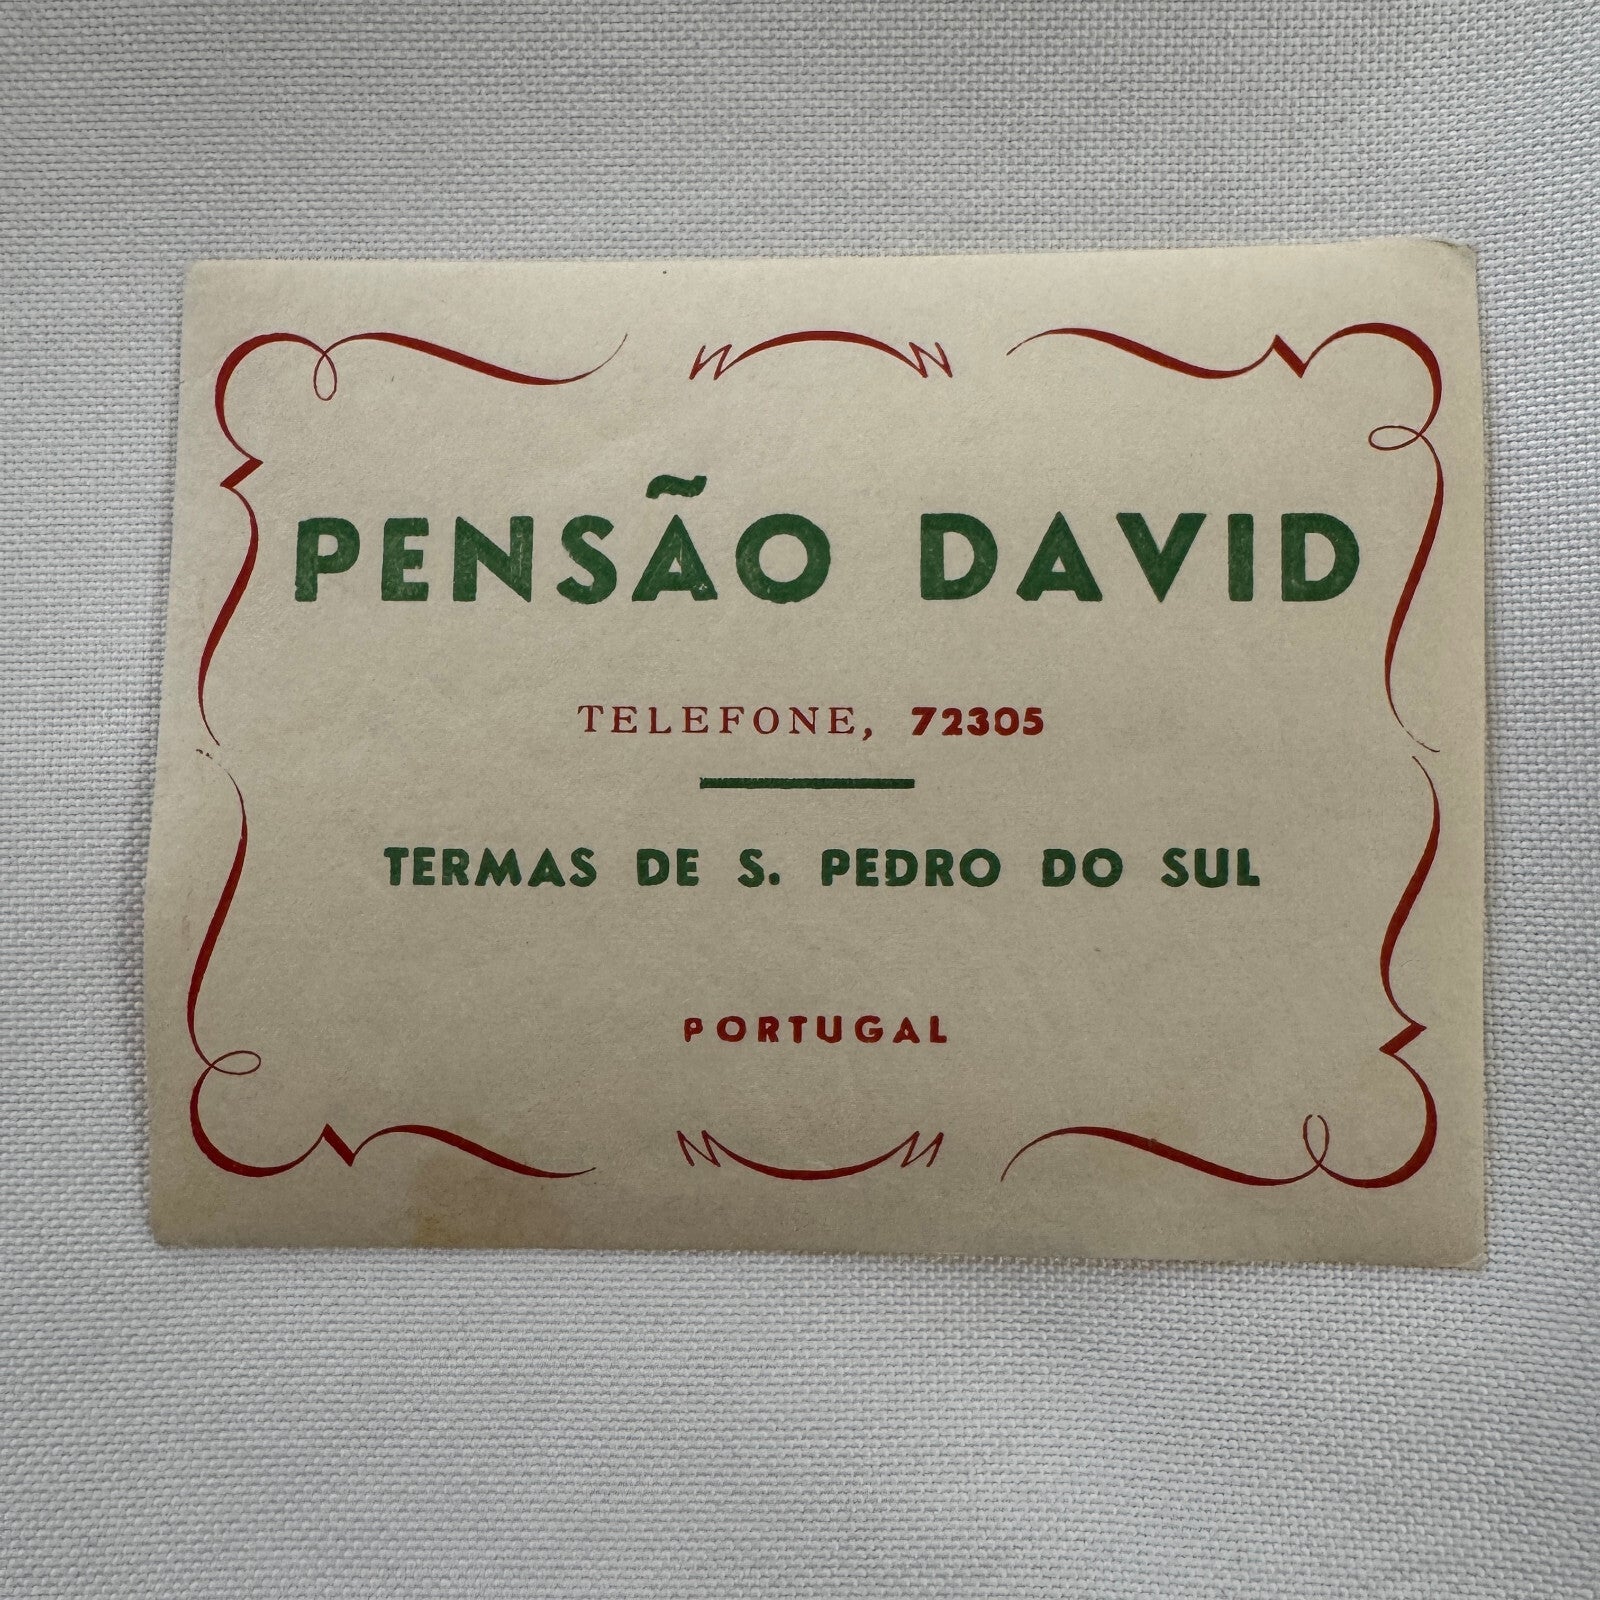 PENSÃO DAVID
TELEFONE, 72305
TERMAS DE S. PEDRO DO SUL
PORTUGAL